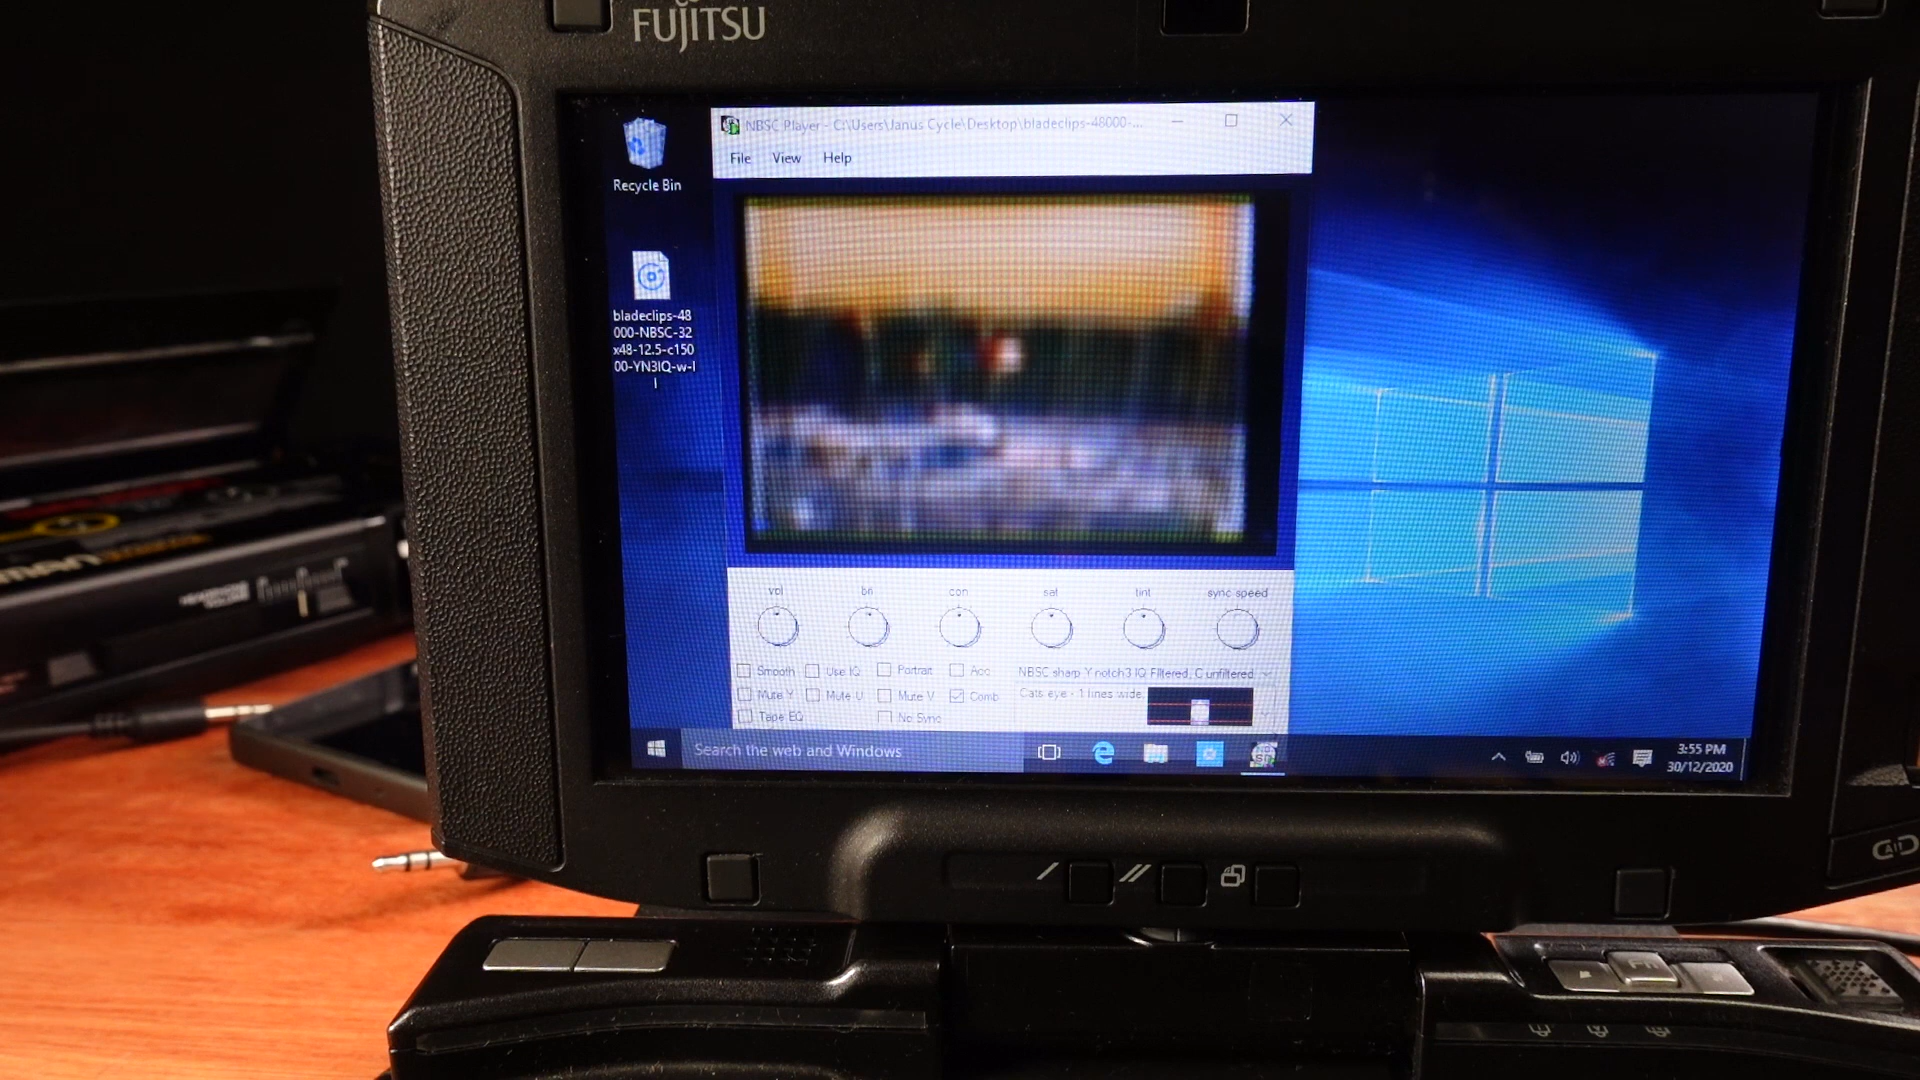 FUJITSU
Recycle Bin
bladeclips-48
000-NBSC-32
x48-12.5-c150
00-YN3IQ-w-l
l
NBSC Player - C:\Users\Janus Cycle\Desktop\bladeclips-48000-...
File View Help
vol bri con sat tint sync speed
Smooth Use IQ Portrait Acc NBSC sharp Y notch3 IQ Filtered, C unfiltered
Mute Y Mute U Mute V Comb Cats eye - 1 lines wide,
Tape EQ No Sync
Search the web and Windows
3:55 PM
30/12/2020